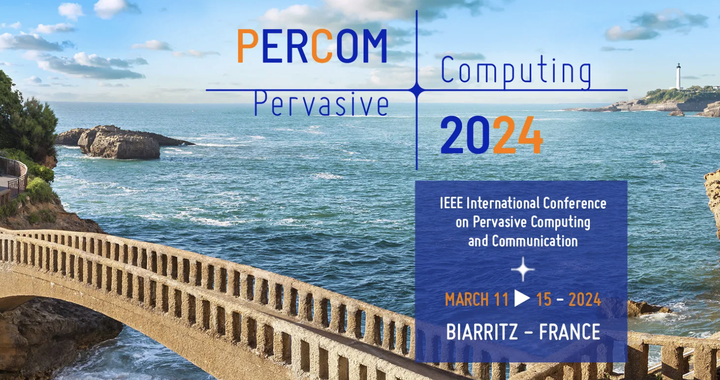 PERCOM
Computing
Pervasive
2024
IEEE International Conference
on Pervasive Computing
and Communication
MARCH 11 ▶ 15 – 2024
BIARRITZ – FRANCE